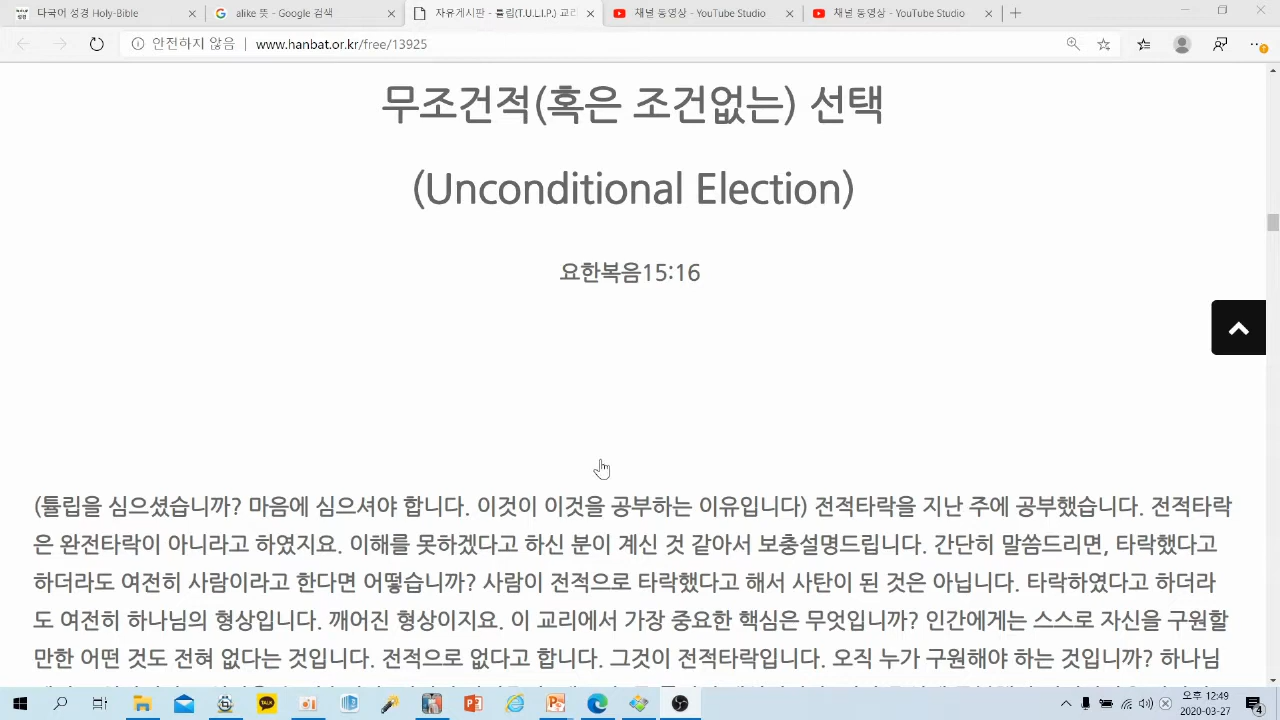 다국어 성경 Holy-Bible
alike 뜻 - Google 검색
자유게시판 - 튤립(T.U.L.I.P.) 교리
채널 동영상 - YouTube Studio
채널 동영상 - YouTube Studio
안전하지 않음
www.hanbat.or.kr/free/13925
무조건적(혹은 조건없는) 선택
(Unconditional Election)
요한복음15:16
(튤립을 심으셨습니까? 마음에 심으셔야 합니다. 이것이 이것을 공부하는 이유입니다) 전적타락을 지난 주에 공부했습니다. 전적타락
은 완전타락이 아니라고 하였지요. 이해를 못하겠다고 하신 분이 계신 것 같아서 보충설명드립니다. 간단히 말씀드리면, 타락했다고
하더라도 여전히 사람이라고 한다면 어떻습니까? 사람이 전적으로 타락했다고 해서 사탄이 된 것은 아닙니다. 타락하였다고 하더라
도 여전히 하나님의 형상입니다. 깨어진 형상이지요. 이 교리에서 가장 중요한 핵심은 무엇입니까? 인간에게는 스스로 자신을 구원할
만한 어떤 것도 전혀 없다는 것입니다. 전적으로 없다고 합니다. 그것이 전적타락입니다. 오직 누가 구원해야 하는 것입니까? 하나님
오후 12:49
2020-03-27
4